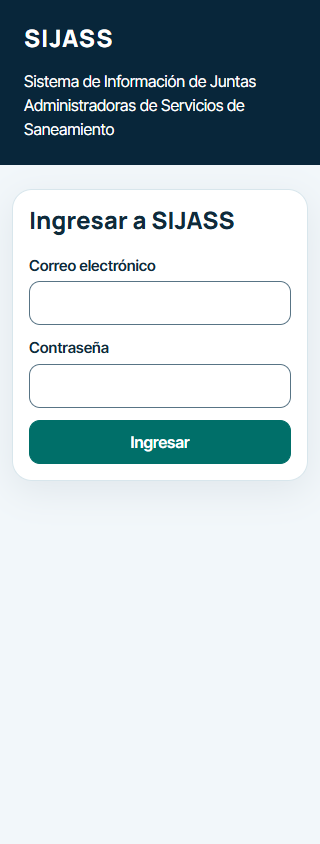 SIJASS
Sistema de Información de Juntas
Administradoras de Servicios de
Saneamiento
Ingresar a SIJASS
Correo electrónico
Contraseña
Ingresar